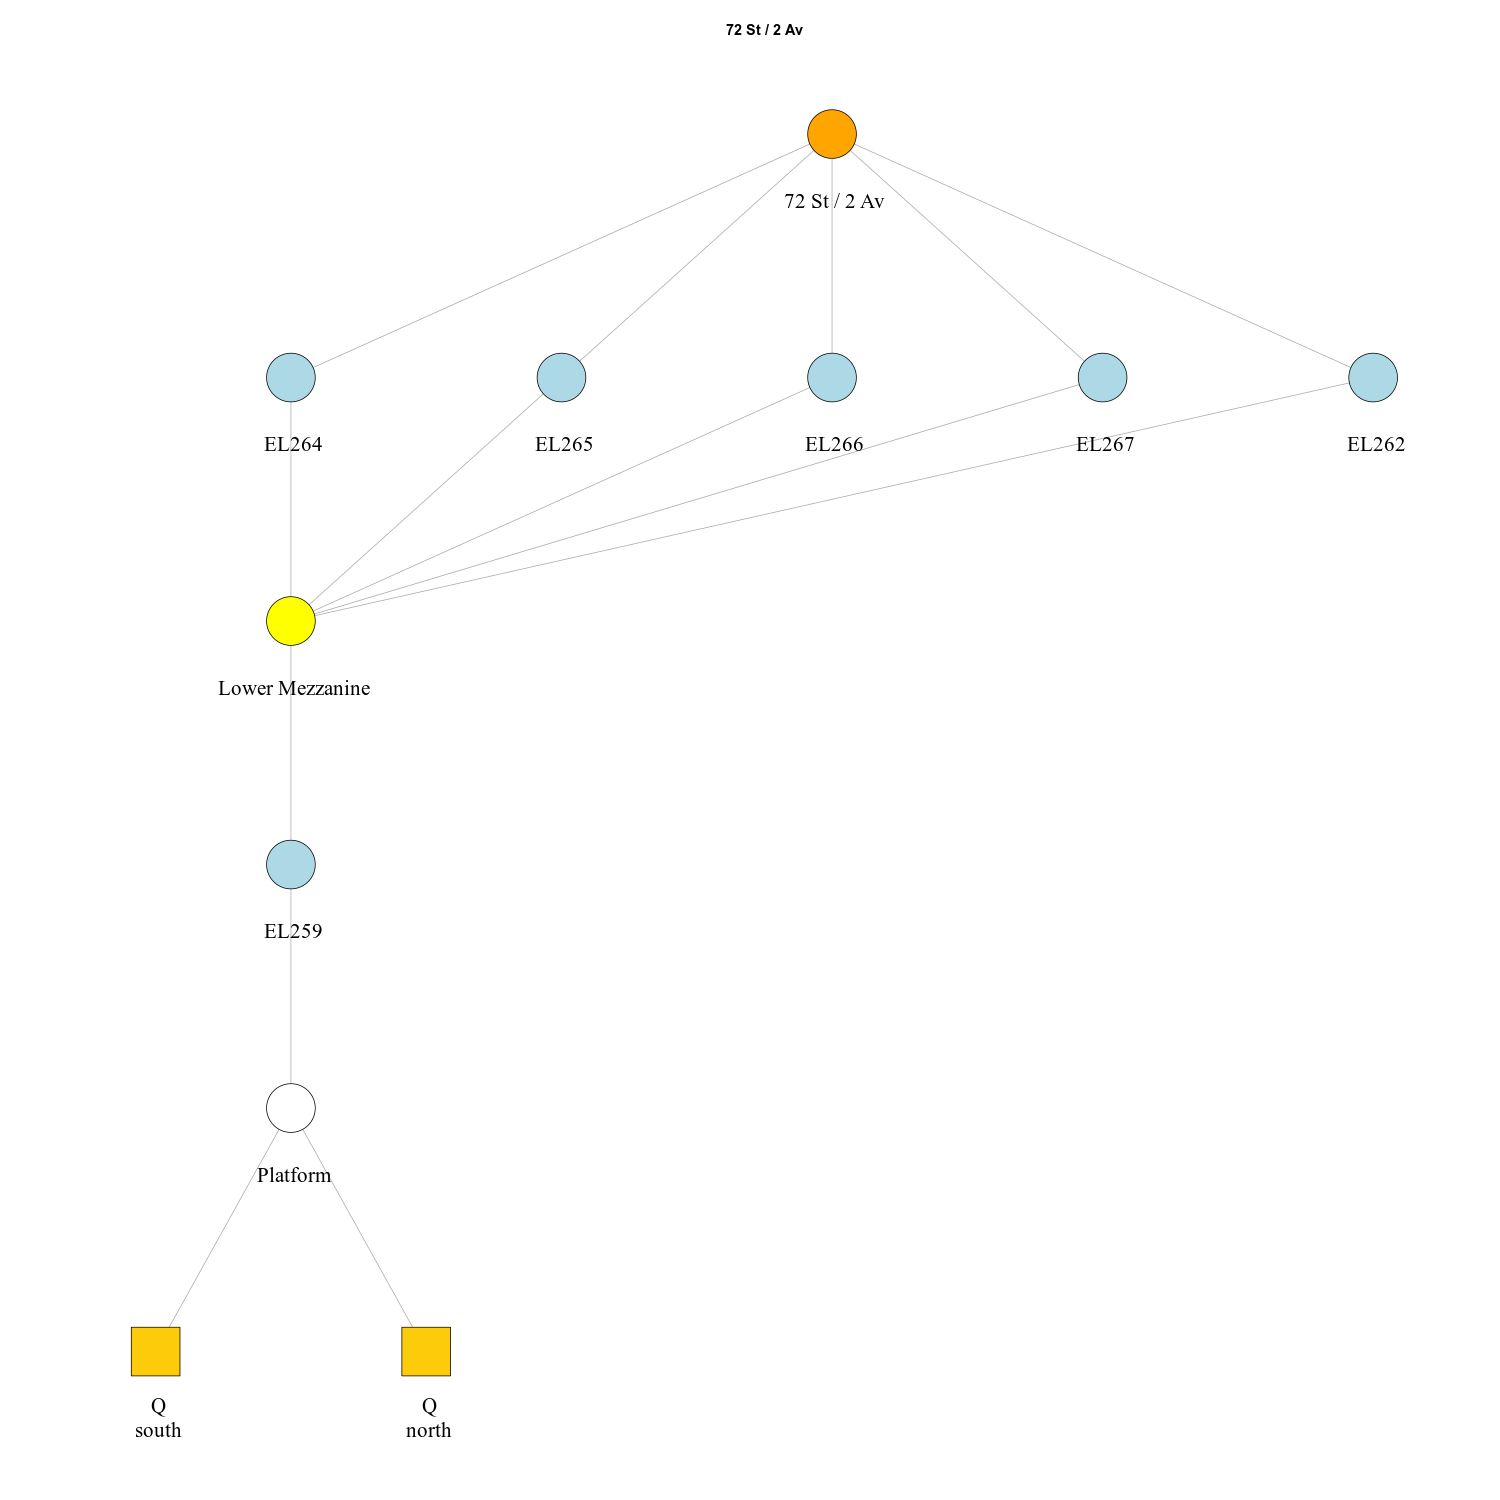 72 St / 2 Av
72 St / 2 Av
EL264
EL265
EL266
EL267
EL262
Lower Mezzanine
EL259
Platform
Q
south
Q
north